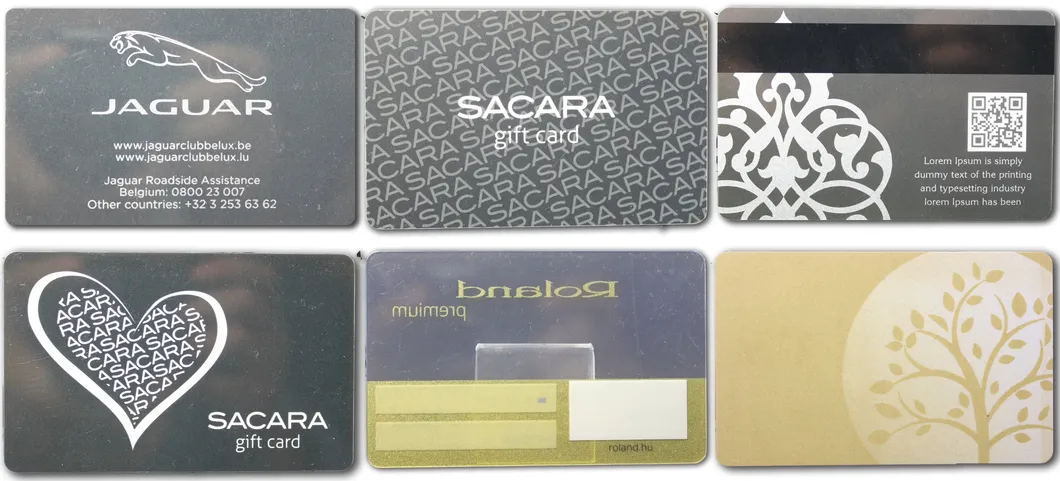 JAGUAR
www.jaguarclubbelux.be
www.jaguarclubbelux.lu
Jaguar Roadside Assistance
Belgium: 0800 23 007
Other countries: +32 3 253 63 62
SACARA
gift card
Lorem Ipsum is simply
dummy text of the printing
and typesetting industry
lorem Ipsum has been
SACARA
gift card
Roland
premium
roland.hu